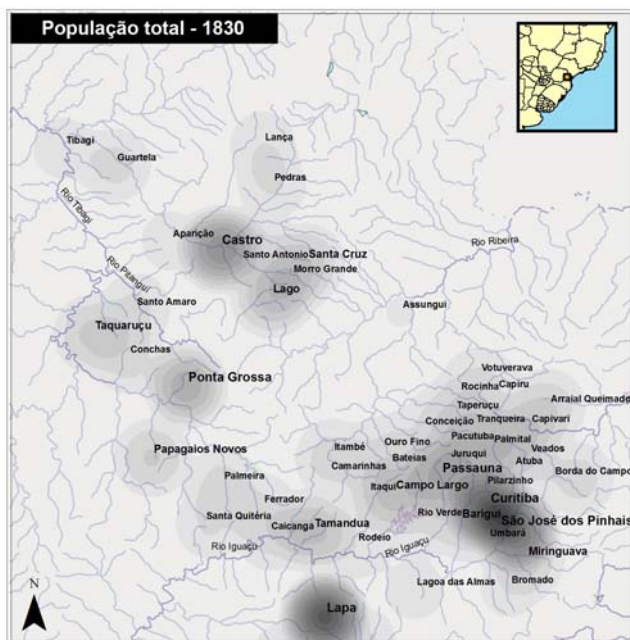 População total - 1830
Lança
Tibagi
Guartela
Pedras
Rio Tibagi
Aparição
Castro
Rio Ribeira
Santo Antonio
Santa Cruz
Morro Grande
Rio Pitangui
Lago
Santo Amaro
Assungui
Taquaruçu
Conchas
Votuverava
Ponta Grossa
Rocinha
Capiru
Arraial Queimado
Taperuçu
Conceição
Tranqueira
Capivari
Pacutuba
Palmital
Papagaios Novos
Itambé
Ouro Fino
Juruqui
Veados
Bateias
Atuba
Camarinhas
Passauna
Borda do Campo
Palmeira
Pilarzinho
Itaqui
Campo Largo
Ferrador
Curitiba
Santa Quitéria
Rio Verde
Barigui
São José dos Pinhais
Caicanga
Tamandua
Umbará
Rodeio
Rio Iguaçu
Rio Iguaçu
Miringuava
Lagoa das Almas
Bromado
N
Lapa